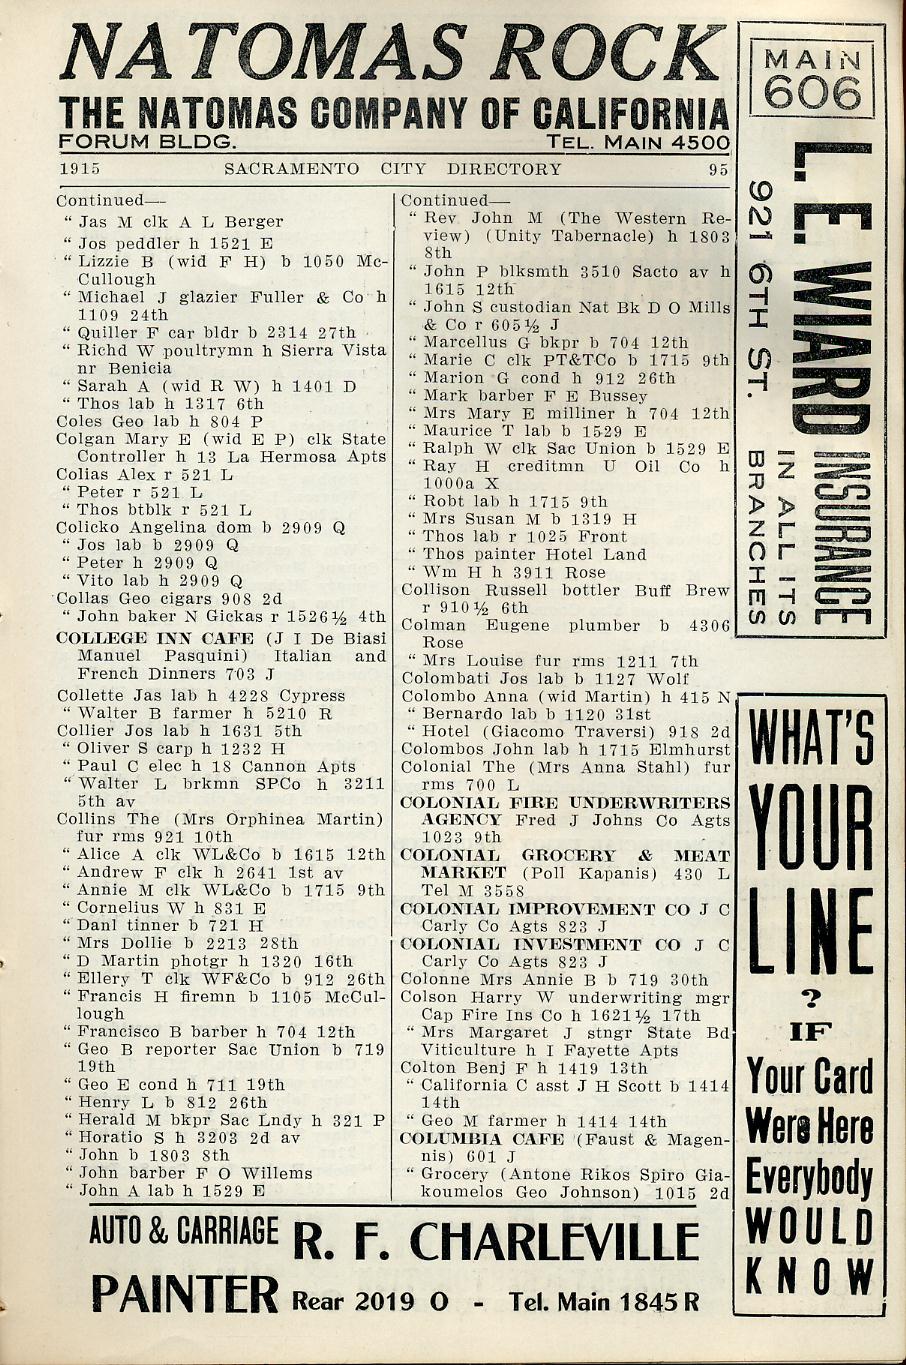 NATOMAS ROCK
THE NATOMAS COMPANY OF CALIFORNIA
FORUM BLDG. TEL. MAIN 4500
1915 SACRAMENTO CITY DIRECTORY 95
Continued—
“ Jas M clk A L Berger
“ Jos peddler h 1521 E
“ Lizzie B (wid F H) b 1050 Mc-
Cullough
“ Michael J glazier Fuller & Co h
1109 24th
“ Quiller F car bldr b 2314 27th
“ Richd W poultrymn h Sierra Vista
nr Benicia
“ Sarah A (wid R W) h 1401 D
“ Thos lab h 1317 6th
Coles Geo lab h 804 P
Colgan Mary E (wid E P) clk State
Controller h 13 La Hermosa Apts
Colias Alex r 521 L
“ Peter r 521 L
“ Thos btblk r 521 L
Colicko Angelina dom b 2909 Q
“ Jos lab b 2909 Q
“ Peter h 2909 Q
“ Vito lab h 2909 Q
Collas Geo cigars 908 2d
“ John baker N Gickas r 1526½ 4th
COLLEGE INN CAFE (J I De Biasi
Manuel Pasquini) Italian and
French Dinners 703 J
Collette Jas lab h 4228 Cypress
“ Walter B farmer h 5210 R
Collier Jos lab h 1631 5th
“ Oliver S carp h 1232 H
“ Paul C elec h 18 Cannon Apts
“ Walter L brkmn SPCo h 3211
5th av
Collins The (Mrs Orphinea Martin)
fur rms 921 10th
“ Alice A clk WL&Co b 1615 12th
“ Andrew F clk h 2641 1st av
“ Annie M clk WL&Co b 1715 9th
“ Cornelius W h 831 E
“ Danl tinner b 721 H
“ Mrs Dollie b 2213 28th
“ D Martin photgr h 1320 16th
“ Ellery T clk WF&Co b 912 26th
“ Francis H firemn b 1105 McCul-
lough
“ Francisco B barber h 704 12th
“ Geo B reporter Sac Union b 719
19th
“ Geo E cond h 711 19th
“ Henry L b 812 26th
“ Herald M bkpr Sac Lndy h 321 P
“ Horatio S h 3203 2d av
“ John b 1803 8th
“ John barber F O Willems
“ John A lab h 1529 E
Continued—
“ Rev John M (The Western Re-
view) (Unity Tabernacle) h 1803
8th
“ John P blksmth 3510 Sacto av h
1615 12th
“ John S custodian Nat Bk D O Mills
& Co r 605½ J
“ Marcellus G bkpr b 704 12th
“ Marie C clk PT&TCo b 1715 9th
“ Marion G cond h 912 26th
“ Mark barber F E Bussey
“ Mrs Mary E milliner h 704 12th
“ Maurice T lab b 1529 E
“ Ralph W clk Sac Union b 1529 E
“ Ray H creditmn U Oil Co h
1000a X
“ Robt lab h 1715 9th
“ Mrs Susan M b 1319 H
“ Thos lab r 1025 Front
“ Thos painter Hotel Land
“ Wm H h 3911 Rose
Collison Russell bottler Buff Brew
r 910½ 6th
Colman Eugene plumber b 4306
Rose
“ Mrs Louise fur rms 1211 7th
Colombati Jos lab b 1127 Wolf
Colombo Anna (wid Martin) h 415 N
“ Bernardo lab b 1120 31st
“ Hotel (Giacomo Traversi) 918 2d
Colombos John lab h 1715 Elmhurst
Colonial The (Mrs Anna Stahl) fur
rms 700 L
COLONIAL FIRE UNDERWRITERS
AGENCY Fred J Johns Co Agts
1023 9th
COLONIAL GROCERY & MEAT
MARKET (Poll Kapanis) 430 L
Tel M 3558
COLONIAL IMPROVEMENT CO J C
Carly Co Agts 823 J
COLONIAL INVESTMENT CO J C
Carly Co Agts 823 J
Colonne Mrs Annie B b 719 30th
Colson Harry W underwriting mgr
Cap Fire Ins Co h 1621½ 17th
“ Mrs Margaret J stngr State Bd
Viticulture h I Fayette Apts
Colton Benj F h 1419 13th
“ California C asst J H Scott b 1414
14th
“ Geo M farmer h 1414 14th
COLUMBIA CAFE (Faust & Magen-
nis) 601 J
“ Grocery (Antone Rikos Spiro Gia-
koumelos Geo Johnson) 1015 2d
MAIN
606
L. E. WIARD INSURANCE
921 6TH ST. IN ALL ITS
BRANCHES
WHAT'S
YOUR
LINE
?
IF
Your Card
Were Here
Everybody
WOULD
KNOW
AUTO & CARRIAGE R. F. CHARLEVILLE
PAINTER Rear 2019 O - Tel. Main 1845 R